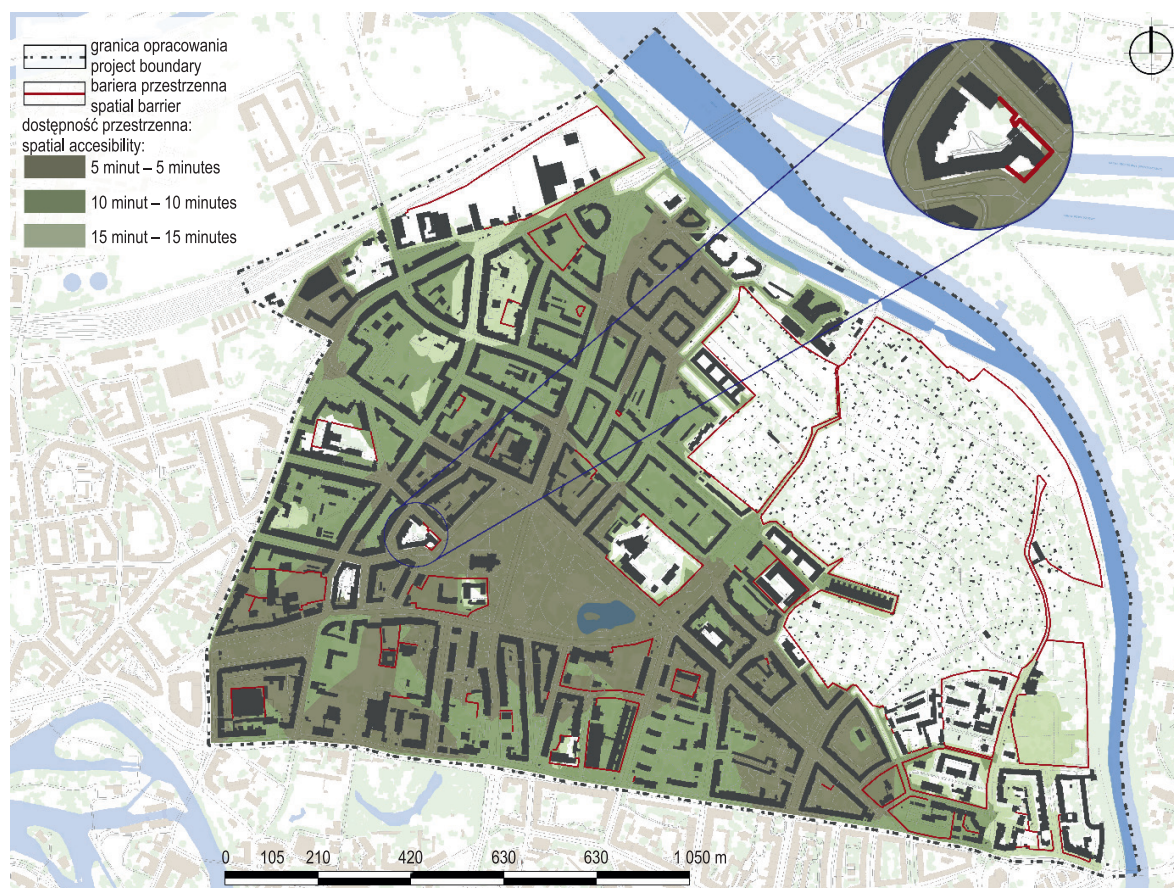 granica opracowania
project boundary
bariera przestrzenna
spatial barrier
dostępność przestrzenna:
spatial accesibility:
5 minut – 5 minutes
10 minut – 10 minutes
15 minut – 15 minutes
0 105 210 420 630 630 1 050 m